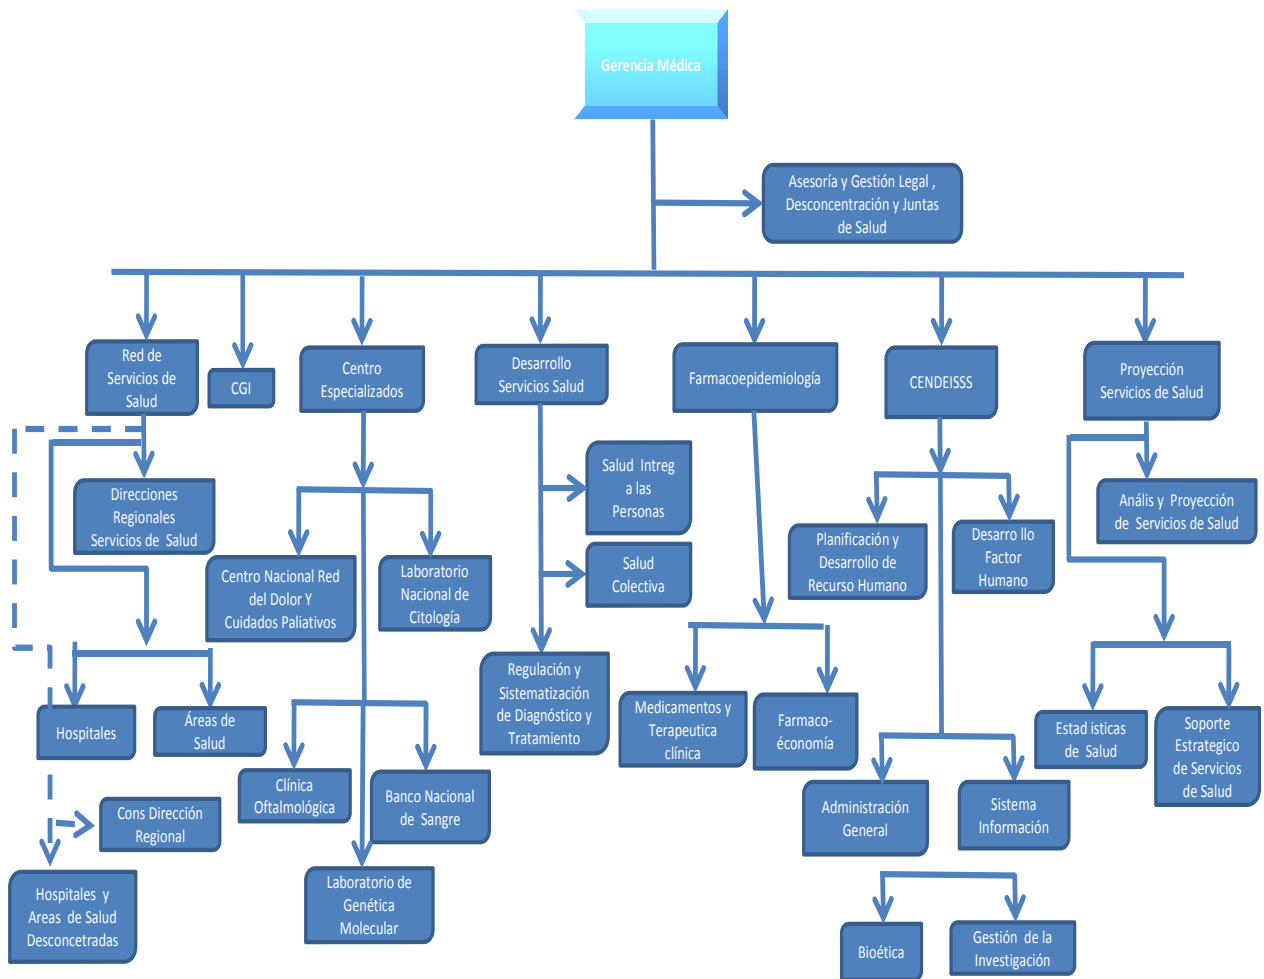 Gerencia Médica
Asesoría y Gestión Legal ,
Desconcentración y Juntas
de Salud
Red de
Servicios de
Salud
CGI
Centro
Especializados
Desarrollo
Servicios Salud
Farmacoepidemiología
CENDEISSS
Proyección
Servicios de Salud
Direcciones
Regionales
Servicios de Salud
Salud Intreg
a las
Personas
Salud
Colectiva
Planificación y
Desarrollo de
Recurso Humano
Desarro llo
Factor
Humano
Anális y Proyección
de Servicios de Salud
Centro Nacional Red
del Dolor Y
Cuidados Paliativos
Laboratorio
Nacional de
Citología
Regulación y
Sistematización
de Diagnóstico y
Tratamiento
Medicamentos y
Terapeutica
clínica
Farmaco-
économía
Hospitales
Áreas de
Salud
Estad isticas
de Salud
Soporte
Estrategico
de Servicios
de Salud
Clínica
Oftalmológica
Banco Nacional
de Sangre
Administración
General
Sistema
Información
Cons Dirección
Regional
Hospitales y
Areas de Salud
Desconcetradas
Laboratorio de
Genética
Molecular
Bioética
Gestión de la
Investigación